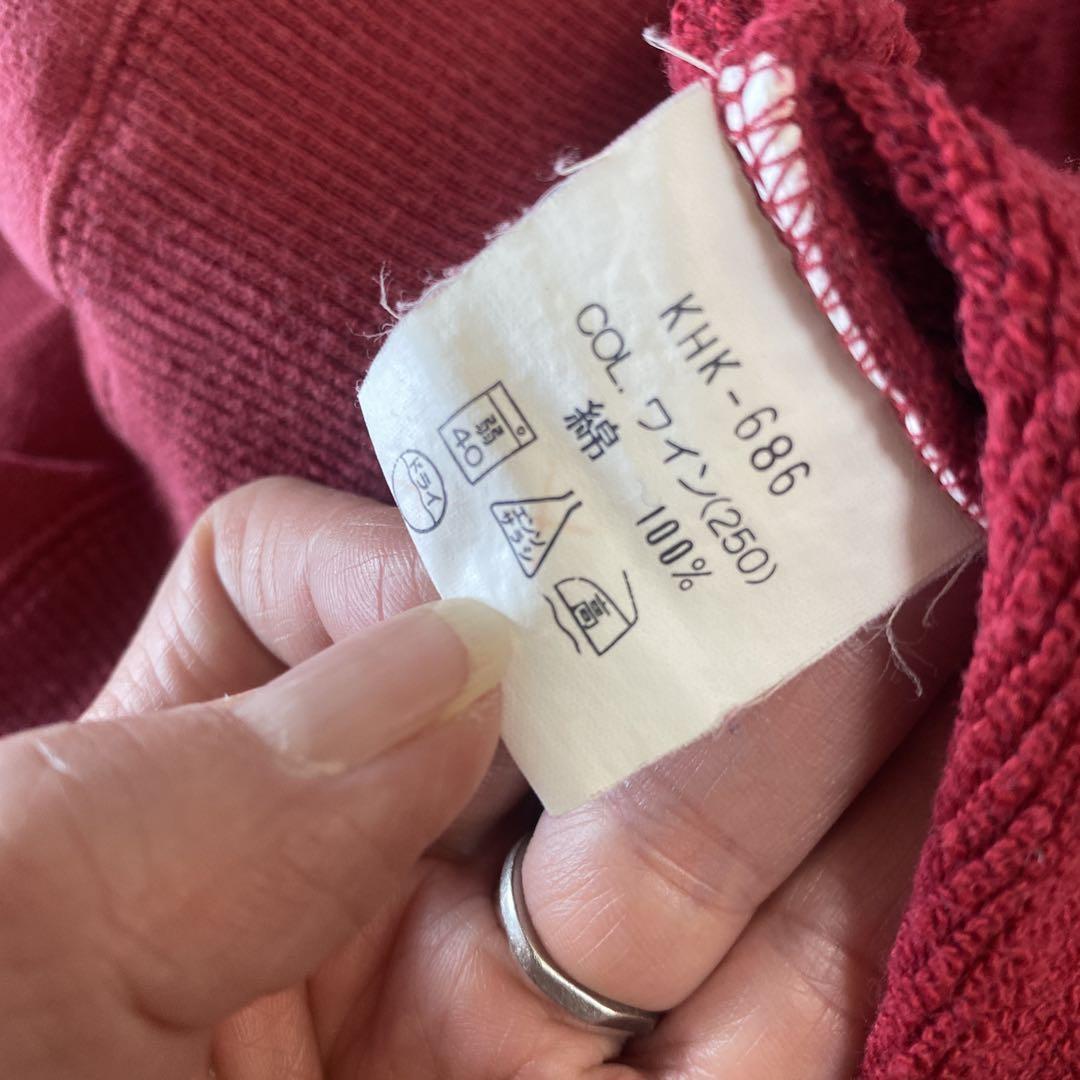 KHK-686
COL. ワイン(250)
綿 100%
弱
40
エンソ
サラシ
高
ドライ